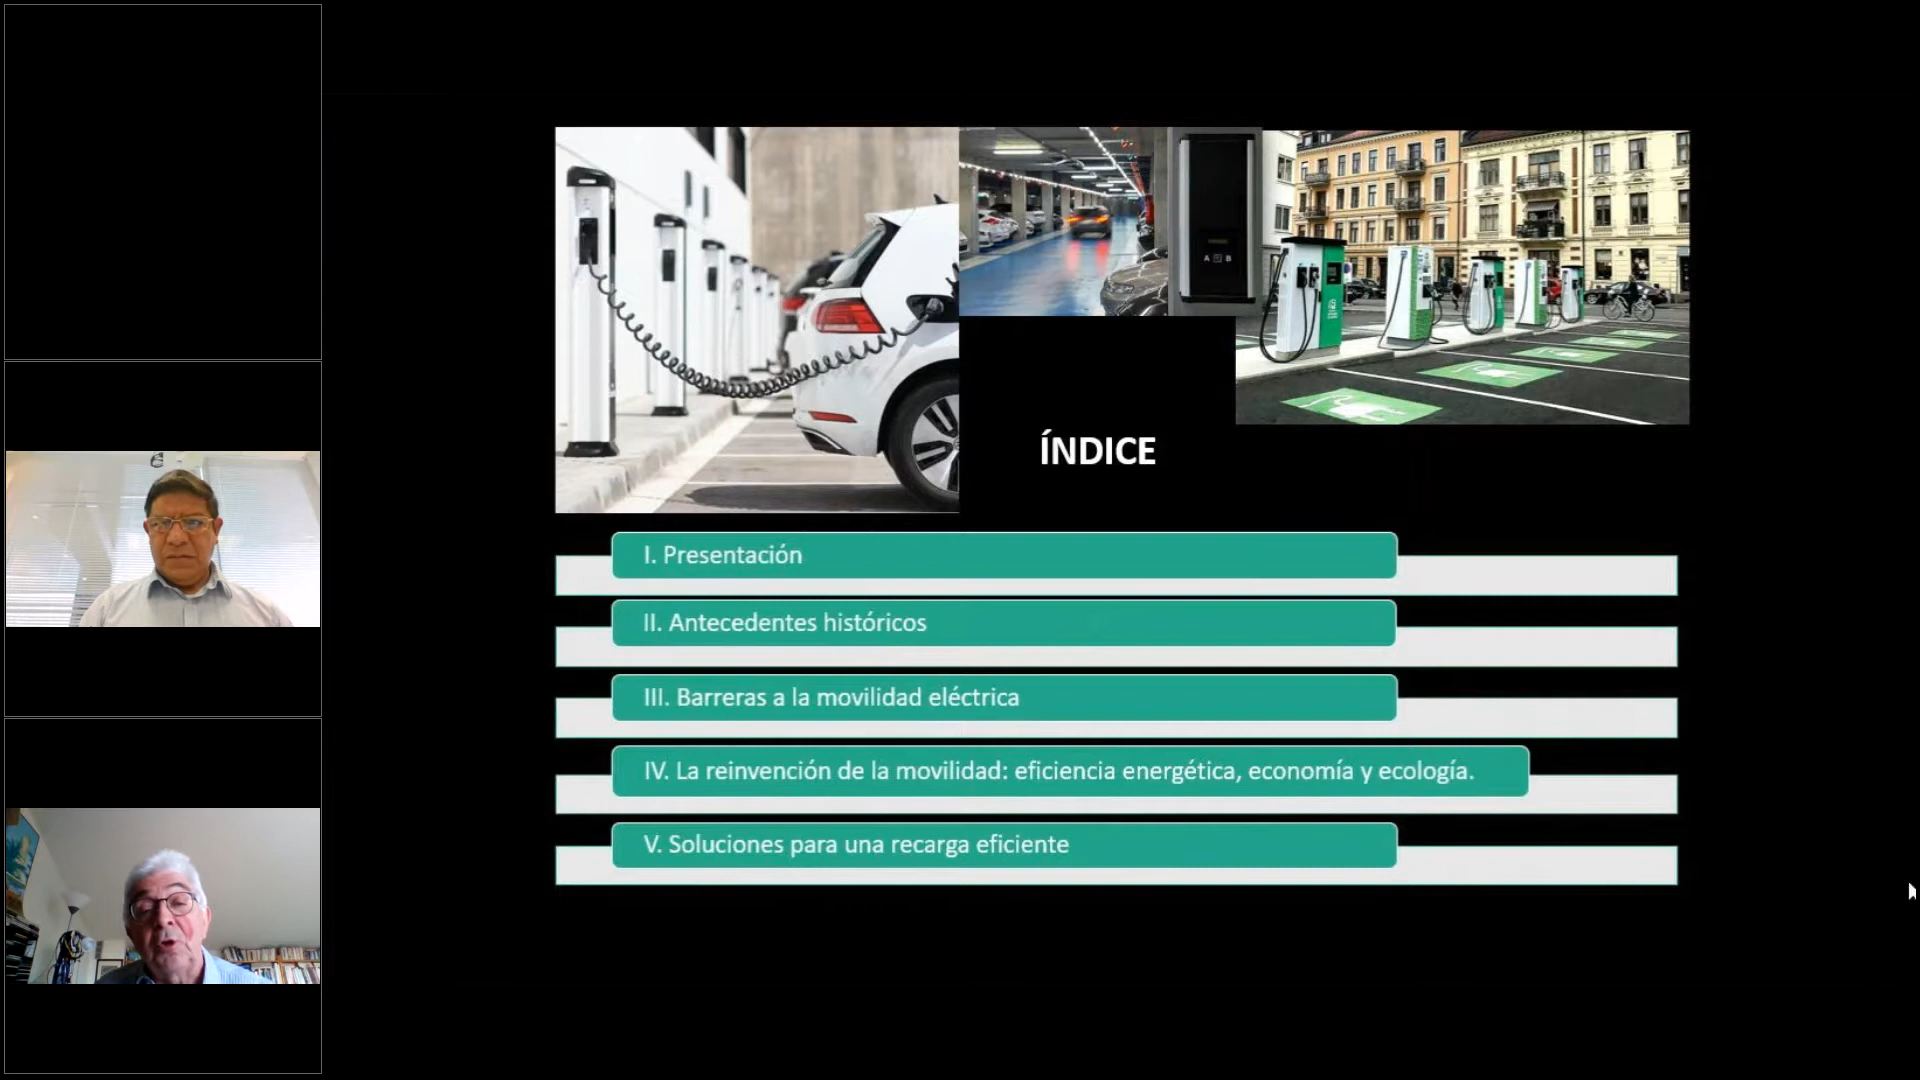 A B
ÍNDICE
I. Presentación
II. Antecedentes históricos
III. Barreras a la movilidad eléctrica
IV. La reinvención de la movilidad: eficiencia energética, economía y ecología.
V. Soluciones para una recarga eficiente